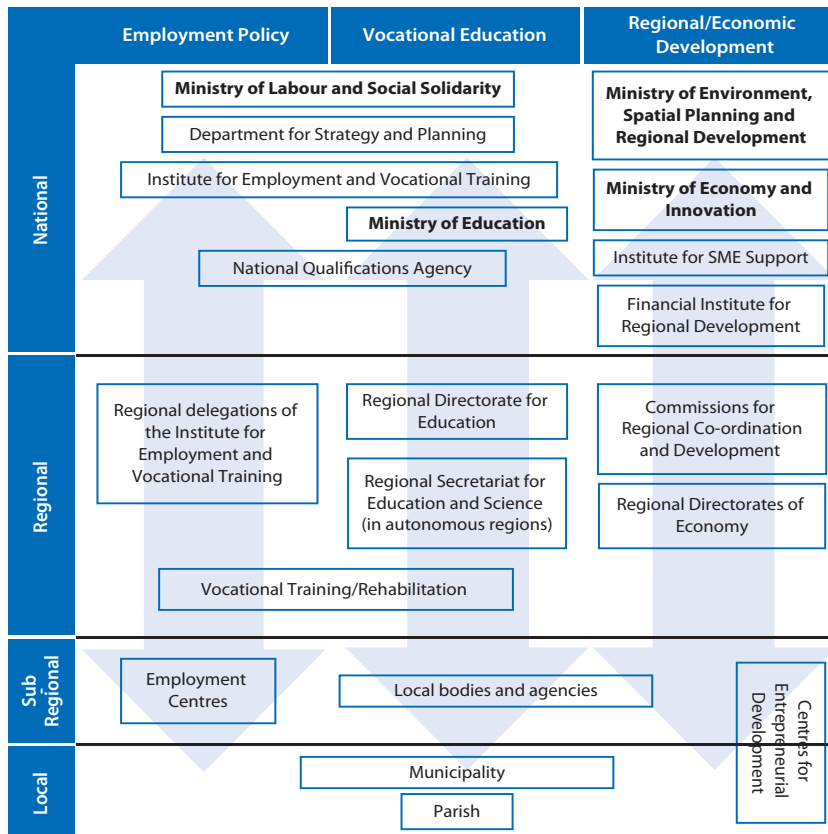 Employment Policy
Vocational Education
Regional/Economic
Development
National
Ministry of Labour and Social Solidarity
Department for Strategy and Planning
Institute for Employment and Vocational Training
Ministry of Education
National Qualifications Agency
Ministry of Environment,
Spatial Planning and
Regional Development
Ministry of Economy and
Innovation
Institute for SME Support
Financial Institute for
Regional Development
Regional
Regional delegations of
the Institute for
Employment and
Vocational Training
Regional Directorate for
Education
Regional Secretariat for
Education and Science
(in autonomous regions)
Commissions for
Regional Co-ordination
and Development
Regional Directorates of
Economy
Vocational Training/Rehabilitation
Sub
Regional
Employment
Centres
Local bodies and agencies
Centres for
Entrepreneurial
Development
Local
Municipality
Parish